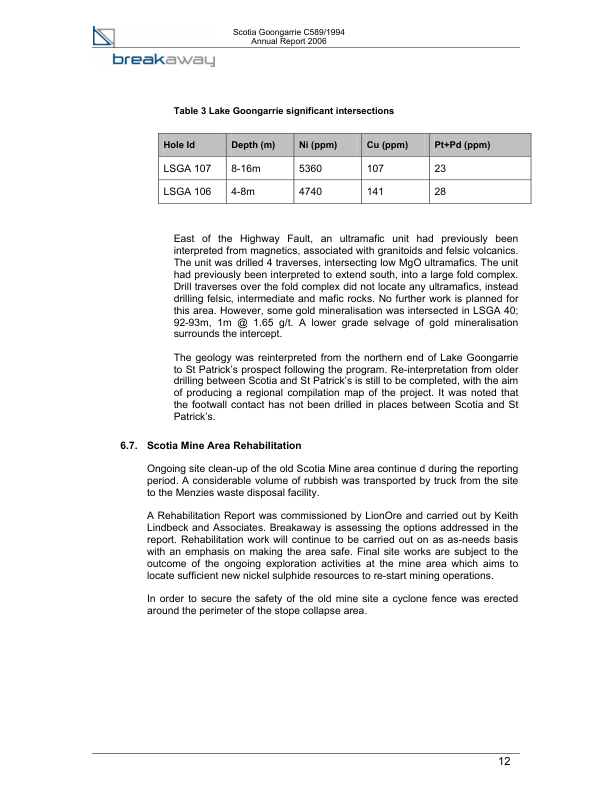 Scotia Goongarrie C589/1994
Annual Report 2006
breakaway
Table 3 Lake Goongarrie significant intersections
Hole Id Depth (m) Ni (ppm) Cu (ppm) Pt+Pd (ppm)
LSGA 107 8-16m 5360 107 23
LSGA 106 4-8m 4740 141 28
East of the Highway Fault, an ultramafic unit had previously been
interpreted from magnetics, associated with granitoids and felsic volcanics.
The unit was drilled 4 traverses, intersecting low MgO ultramafics. The unit
had previously been interpreted to extend south, into a large fold complex.
Drill traverses over the fold complex did not locate any ultramafics, instead
drilling felsic, intermediate and mafic rocks. No further work is planned for
this area. However, some gold mineralisation was intersected in LSGA 40;
92-93m, 1m @ 1.65 g/t. A lower grade selvage of gold mineralisation
surrounds the intercept.
The geology was reinterpreted from the northern end of Lake Goongarrie
to St Patrick's prospect following the program. Re-interpretation from older
drilling between Scotia and St Patrick's is still to be completed, with the aim
of producing a regional compilation map of the project. It was noted that
the footwall contact has not been drilled in places between Scotia and St
Patrick's.
6.7. Scotia Mine Area Rehabilitation
Ongoing site clean-up of the old Scotia Mine area continue d during the reporting
period. A considerable volume of rubbish was transported by truck from the site
to the Menzies waste disposal facility.
A Rehabilitation Report was commissioned by LionOre and carried out by Keith
Lindbeck and Associates. Breakaway is assessing the options addressed in the
report. Rehabilitation work will continue to be carried out on as as-needs basis
with an emphasis on making the area safe. Final site works are subject to the
outcome of the ongoing exploration activities at the mine area which aims to
locate sufficient new nickel sulphide resources to re-start mining operations.
In order to secure the safety of the old mine site a cyclone fence was erected
around the perimeter of the stope collapse area.
12